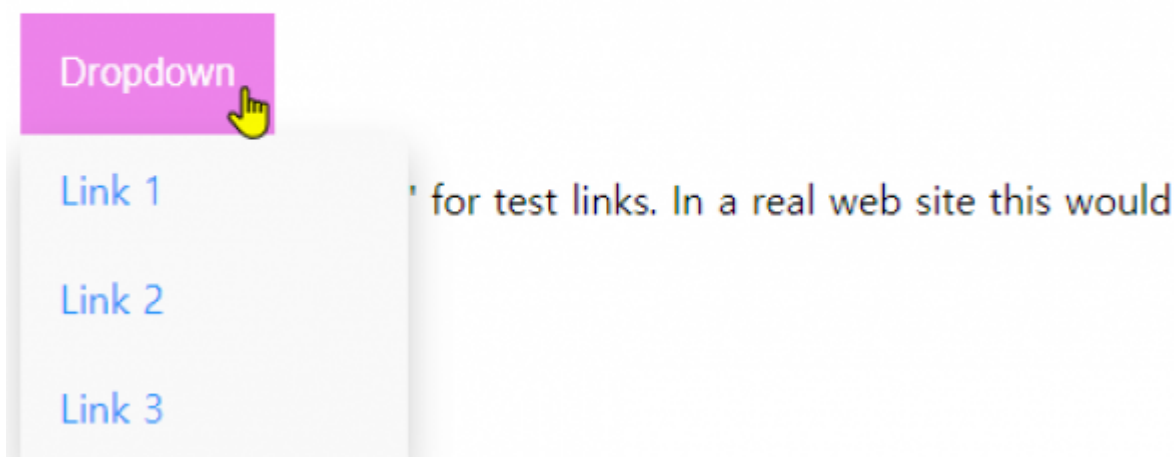 Dropdown
Link 1
' for test links. In a real web site this would
Link 2
Link 3